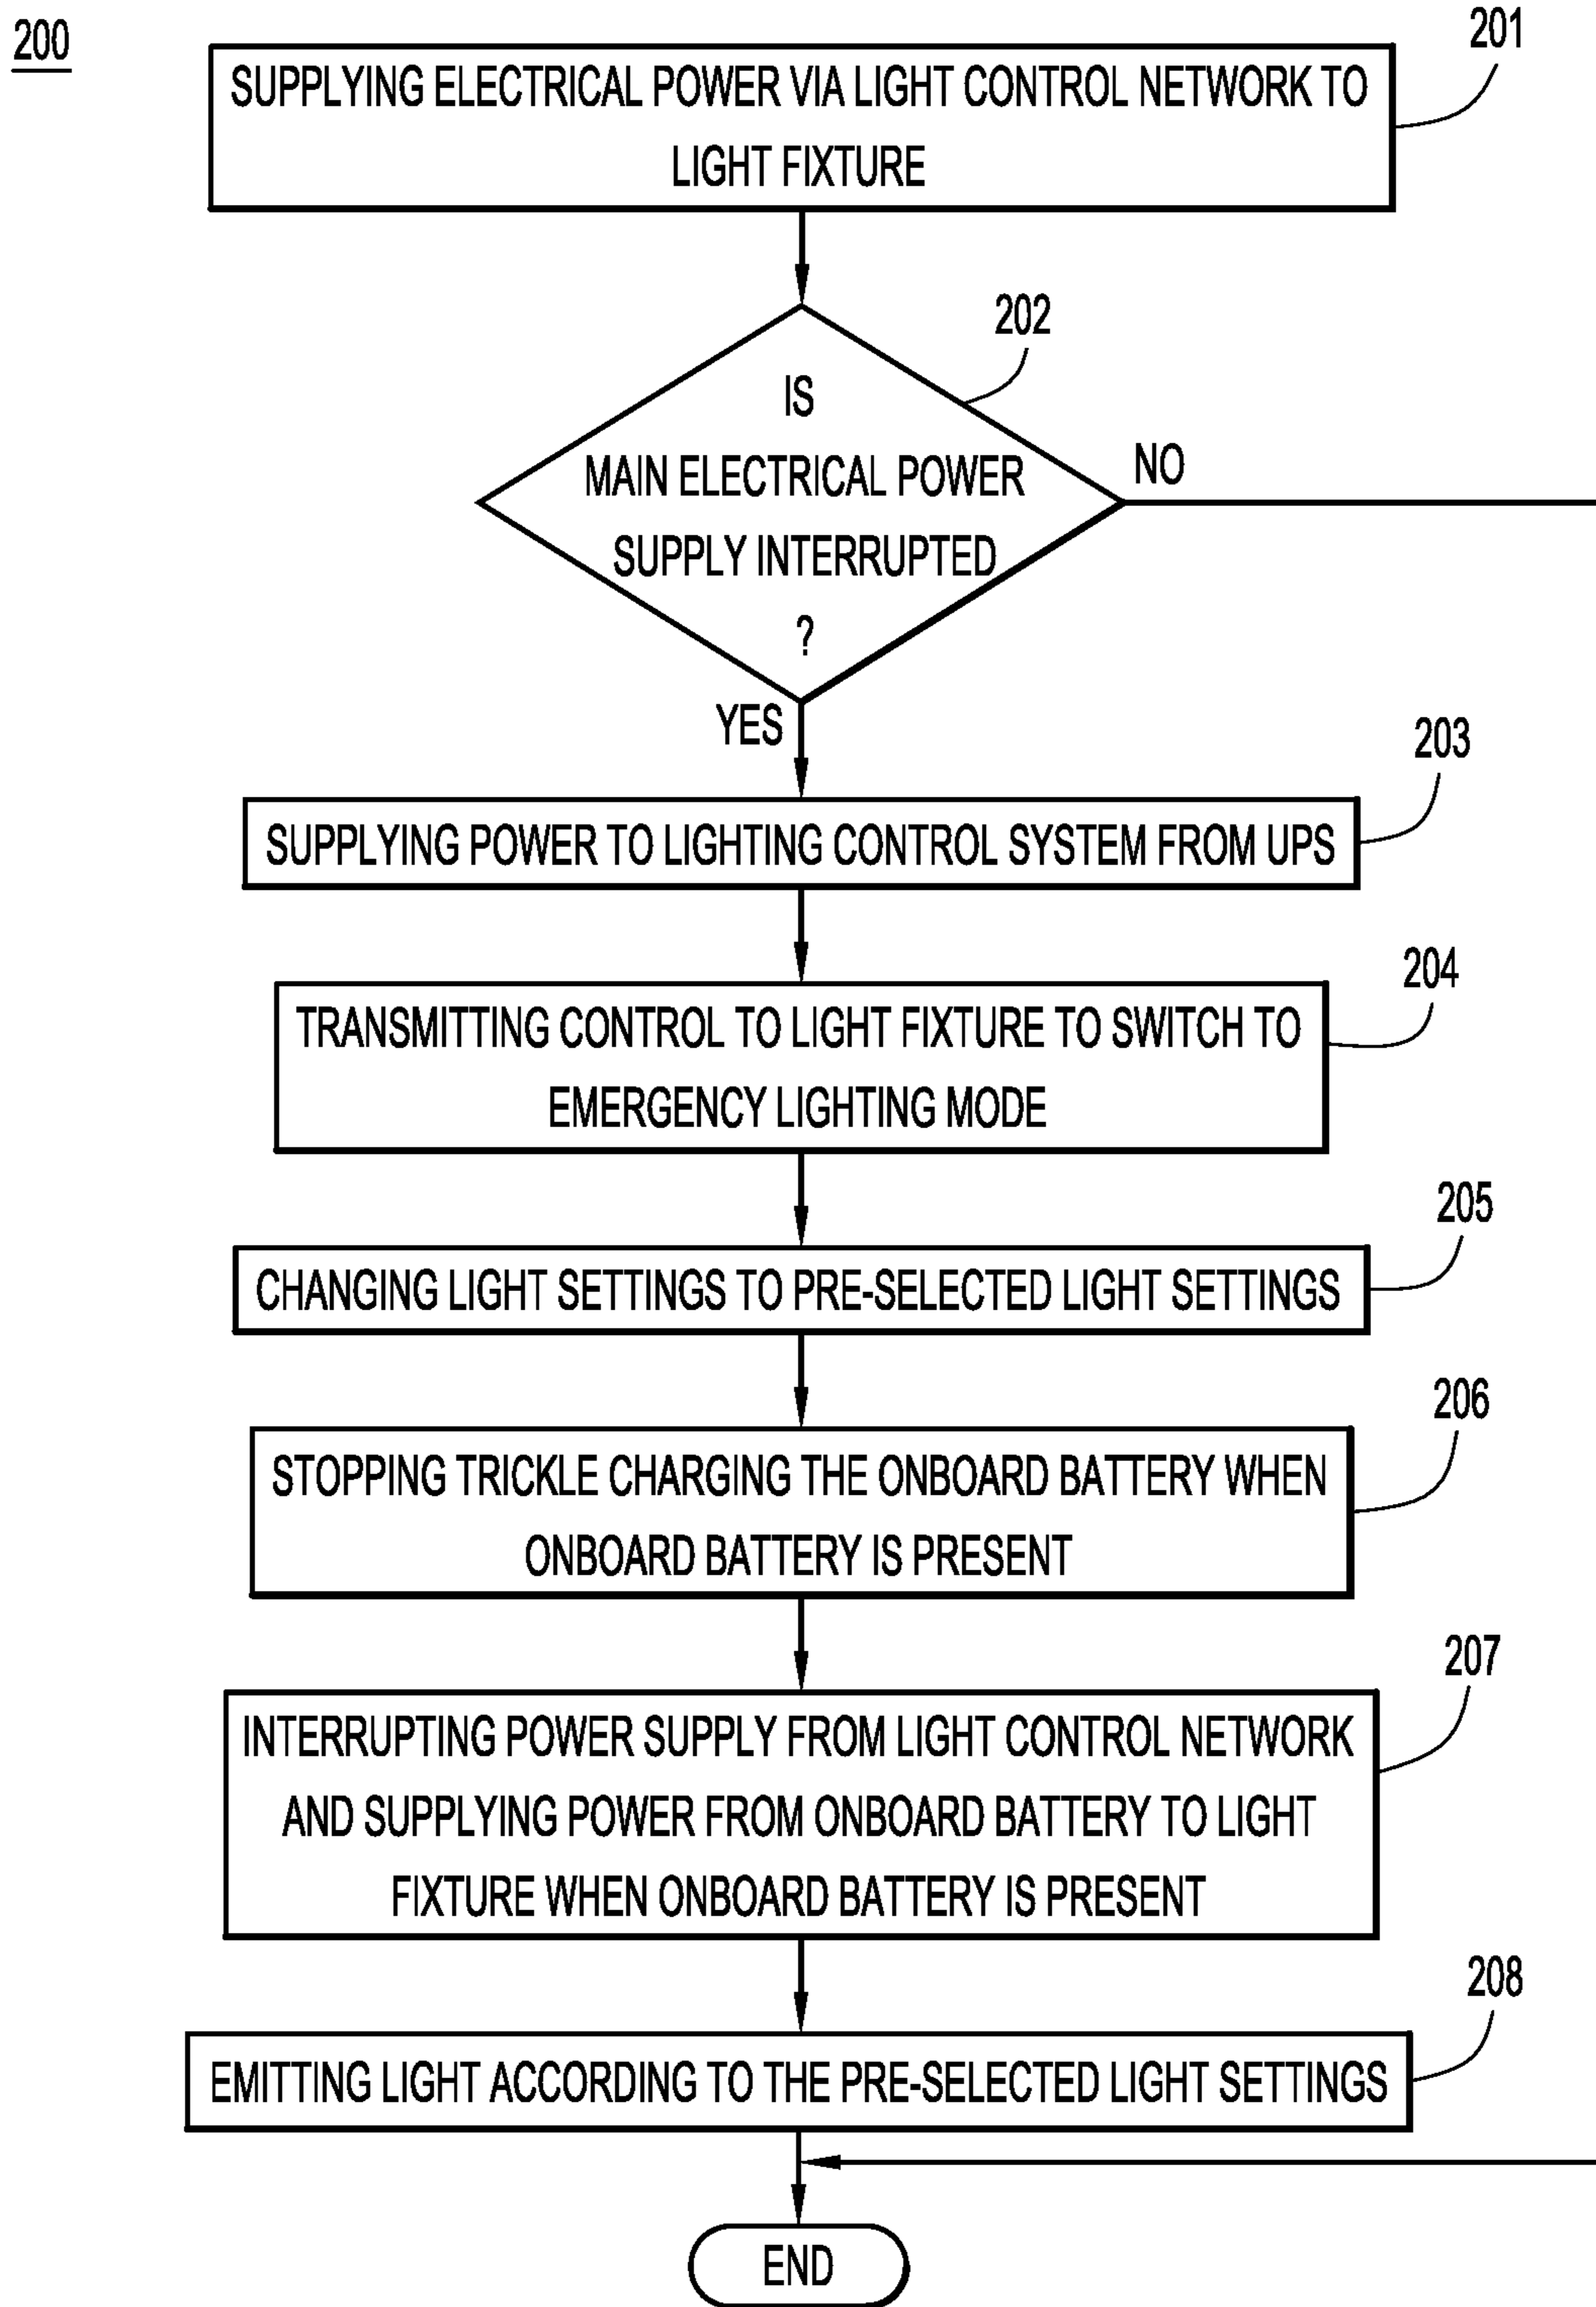 200
201
SUPPLYING ELECTRICAL POWER VIA LIGHT CONTROL NETWORK TO
LIGHT FIXTURE
202
IS
MAIN ELECTRICAL POWER
SUPPLY INTERRUPTED
?
NO
YES
203
SUPPLYING POWER TO LIGHTING CONTROL SYSTEM FROM UPS
204
TRANSMITTING CONTROL TO LIGHT FIXTURE TO SWITCH TO
EMERGENCY LIGHTING MODE
205
CHANGING LIGHT SETTINGS TO PRE-SELECTED LIGHT SETTINGS
206
STOPPING TRICKLE CHARGING THE ONBOARD BATTERY WHEN
ONBOARD BATTERY IS PRESENT
207
INTERRUPTING POWER SUPPLY FROM LIGHT CONTROL NETWORK
AND SUPPLYING POWER FROM ONBOARD BATTERY TO LIGHT
FIXTURE WHEN ONBOARD BATTERY IS PRESENT
208
EMITTING LIGHT ACCORDING TO THE PRE-SELECTED LIGHT SETTINGS
END